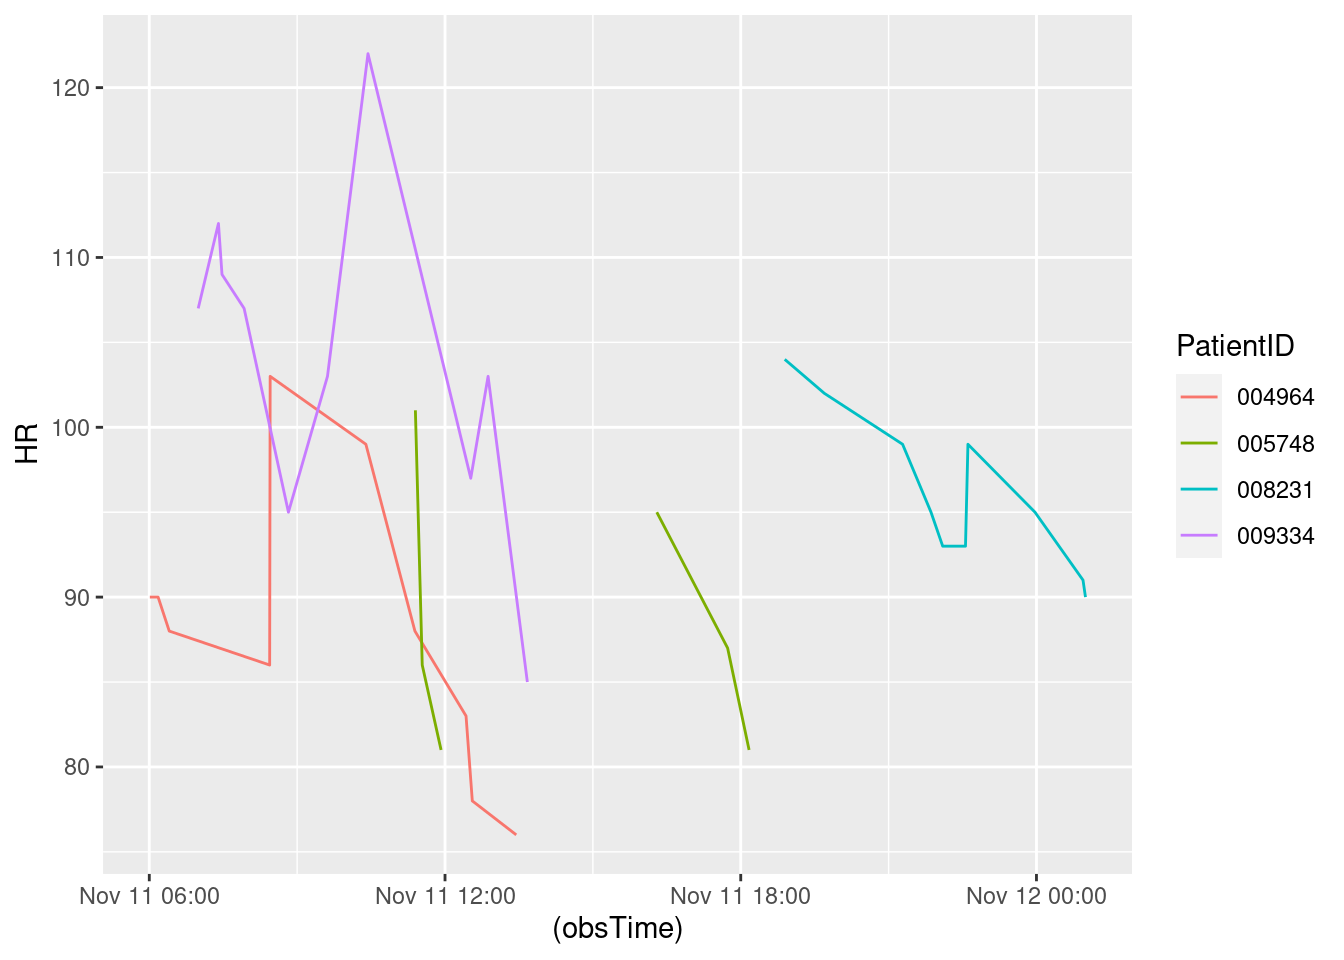 120
110
100
90
80
HR
Nov 11 06:00
Nov 11 12:00
Nov 11 18:00
Nov 12 00:00
(obsTime)
PatientID
004964
005748
008231
009334